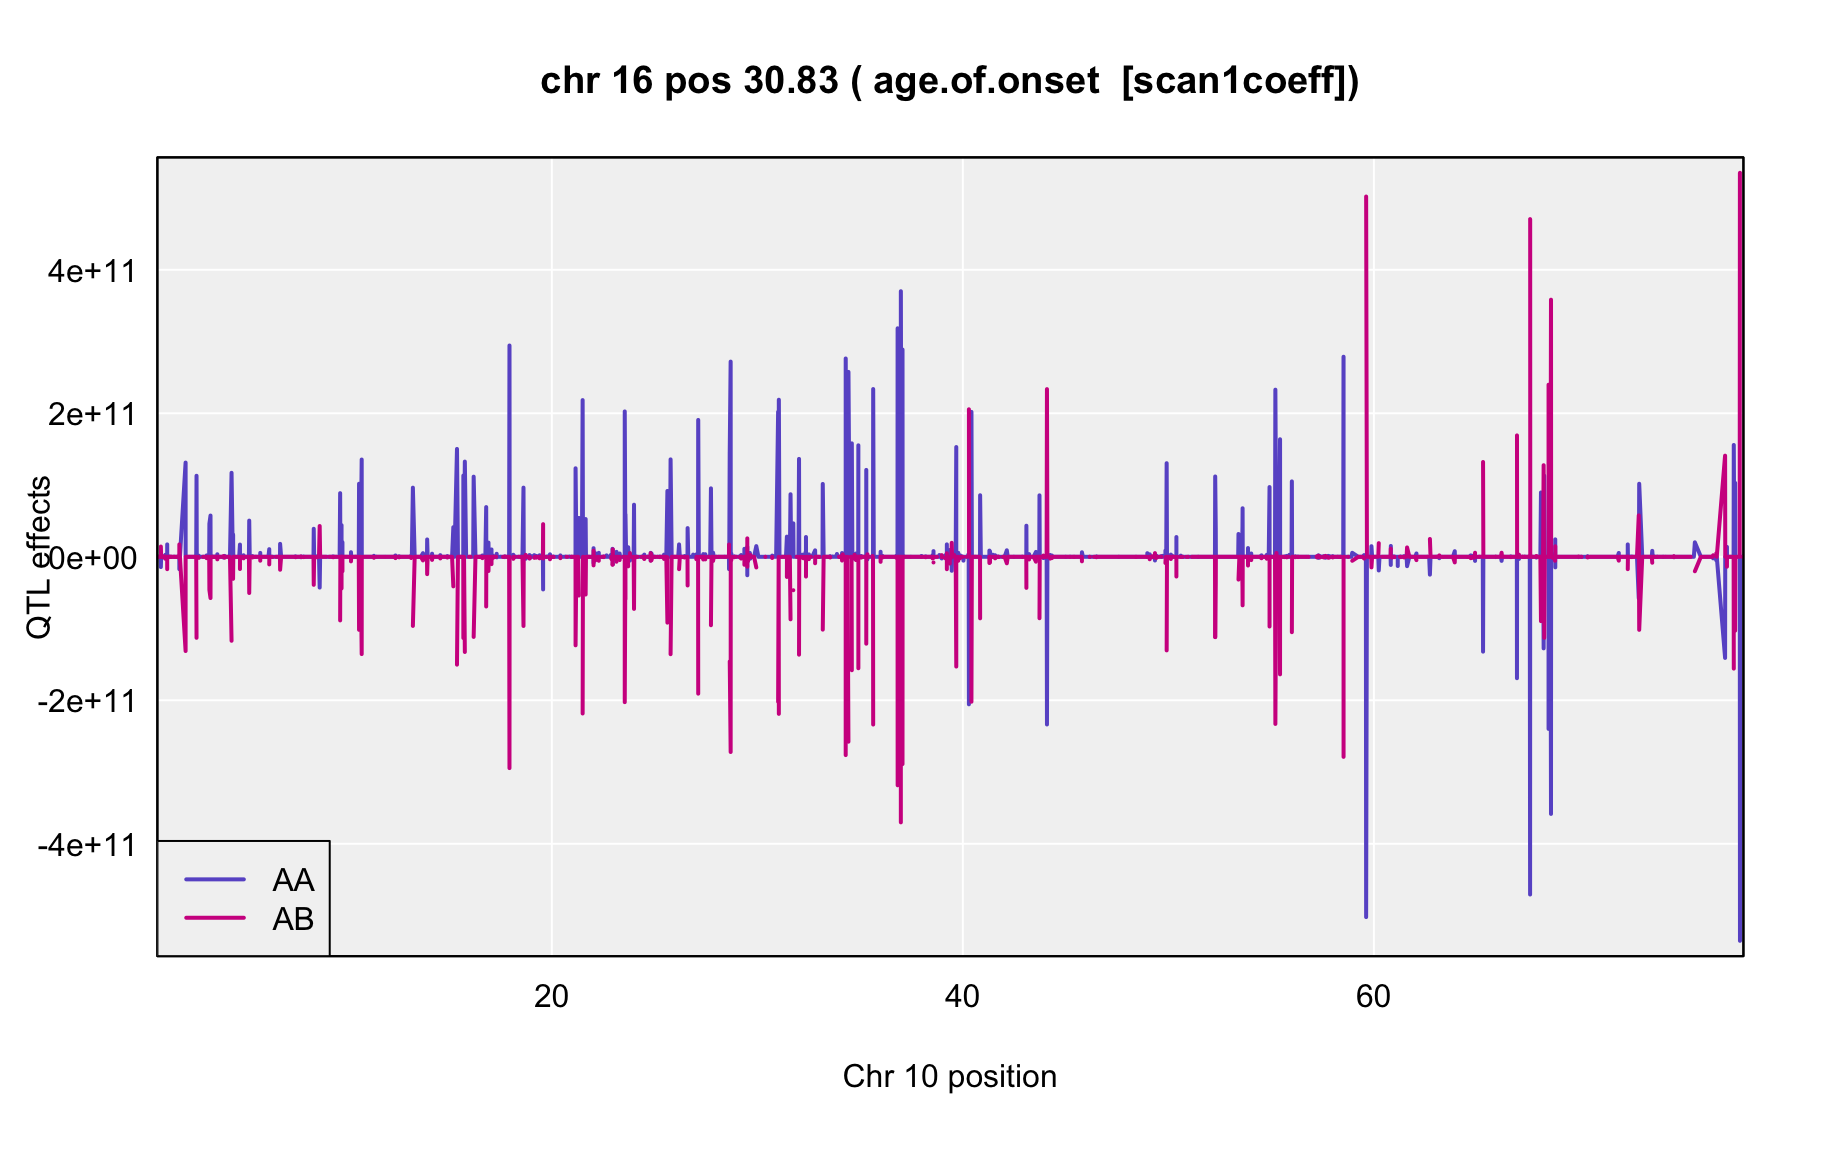 chr 16 pos 30.83 ( age.of.onset  [scan1coeff])
QTL effects
4e+11
2e+11
0e+00
-2e+11
-4e+11
AA
AB
20 40 60
Chr 10 position